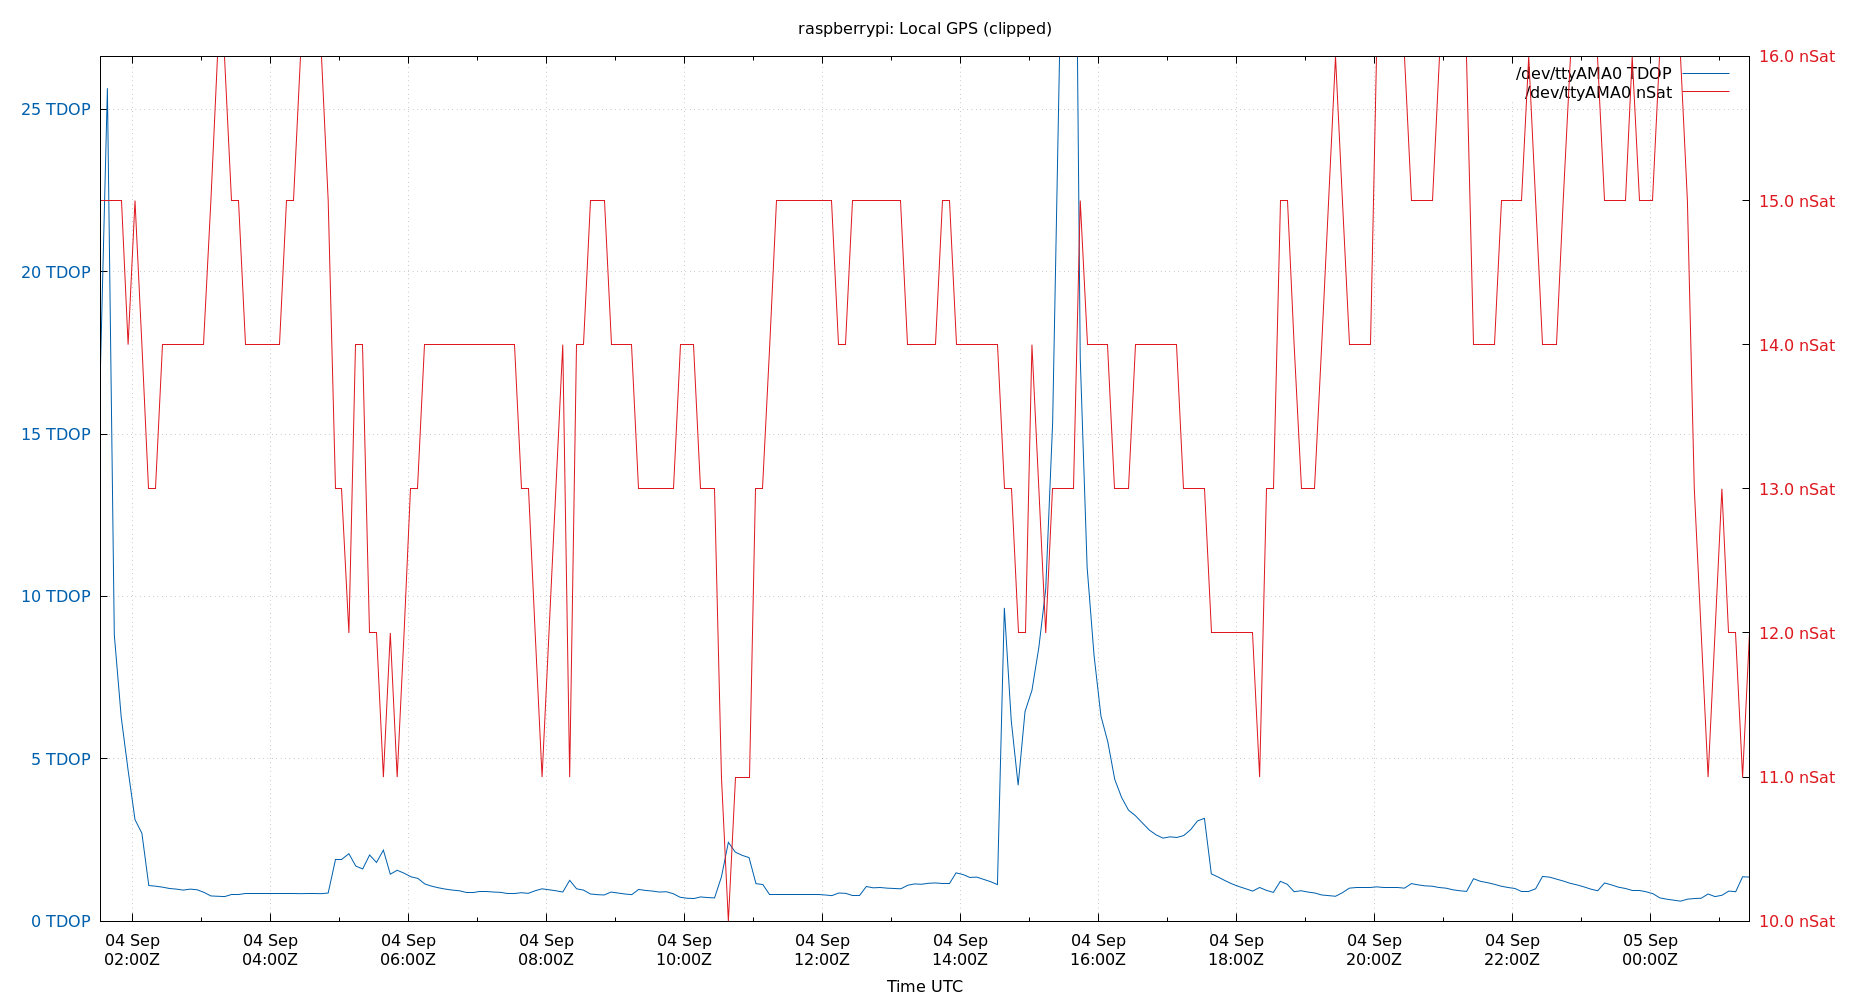 raspberrypi: Local GPS (clipped)
/dev/ttyAMA0 TDOP
/dev/ttyAMA0 nSat
25 TDOP
20 TDOP
15 TDOP
10 TDOP
5 TDOP
0 TDOP
16.0 nSat
15.0 nSat
14.0 nSat
13.0 nSat
12.0 nSat
11.0 nSat
10.0 nSat
04 Sep
02:00Z
04 Sep
04:00Z
04 Sep
06:00Z
04 Sep
08:00Z
04 Sep
10:00Z
04 Sep
12:00Z
04 Sep
14:00Z
04 Sep
16:00Z
04 Sep
18:00Z
04 Sep
20:00Z
04 Sep
22:00Z
05 Sep
00:00Z
Time UTC